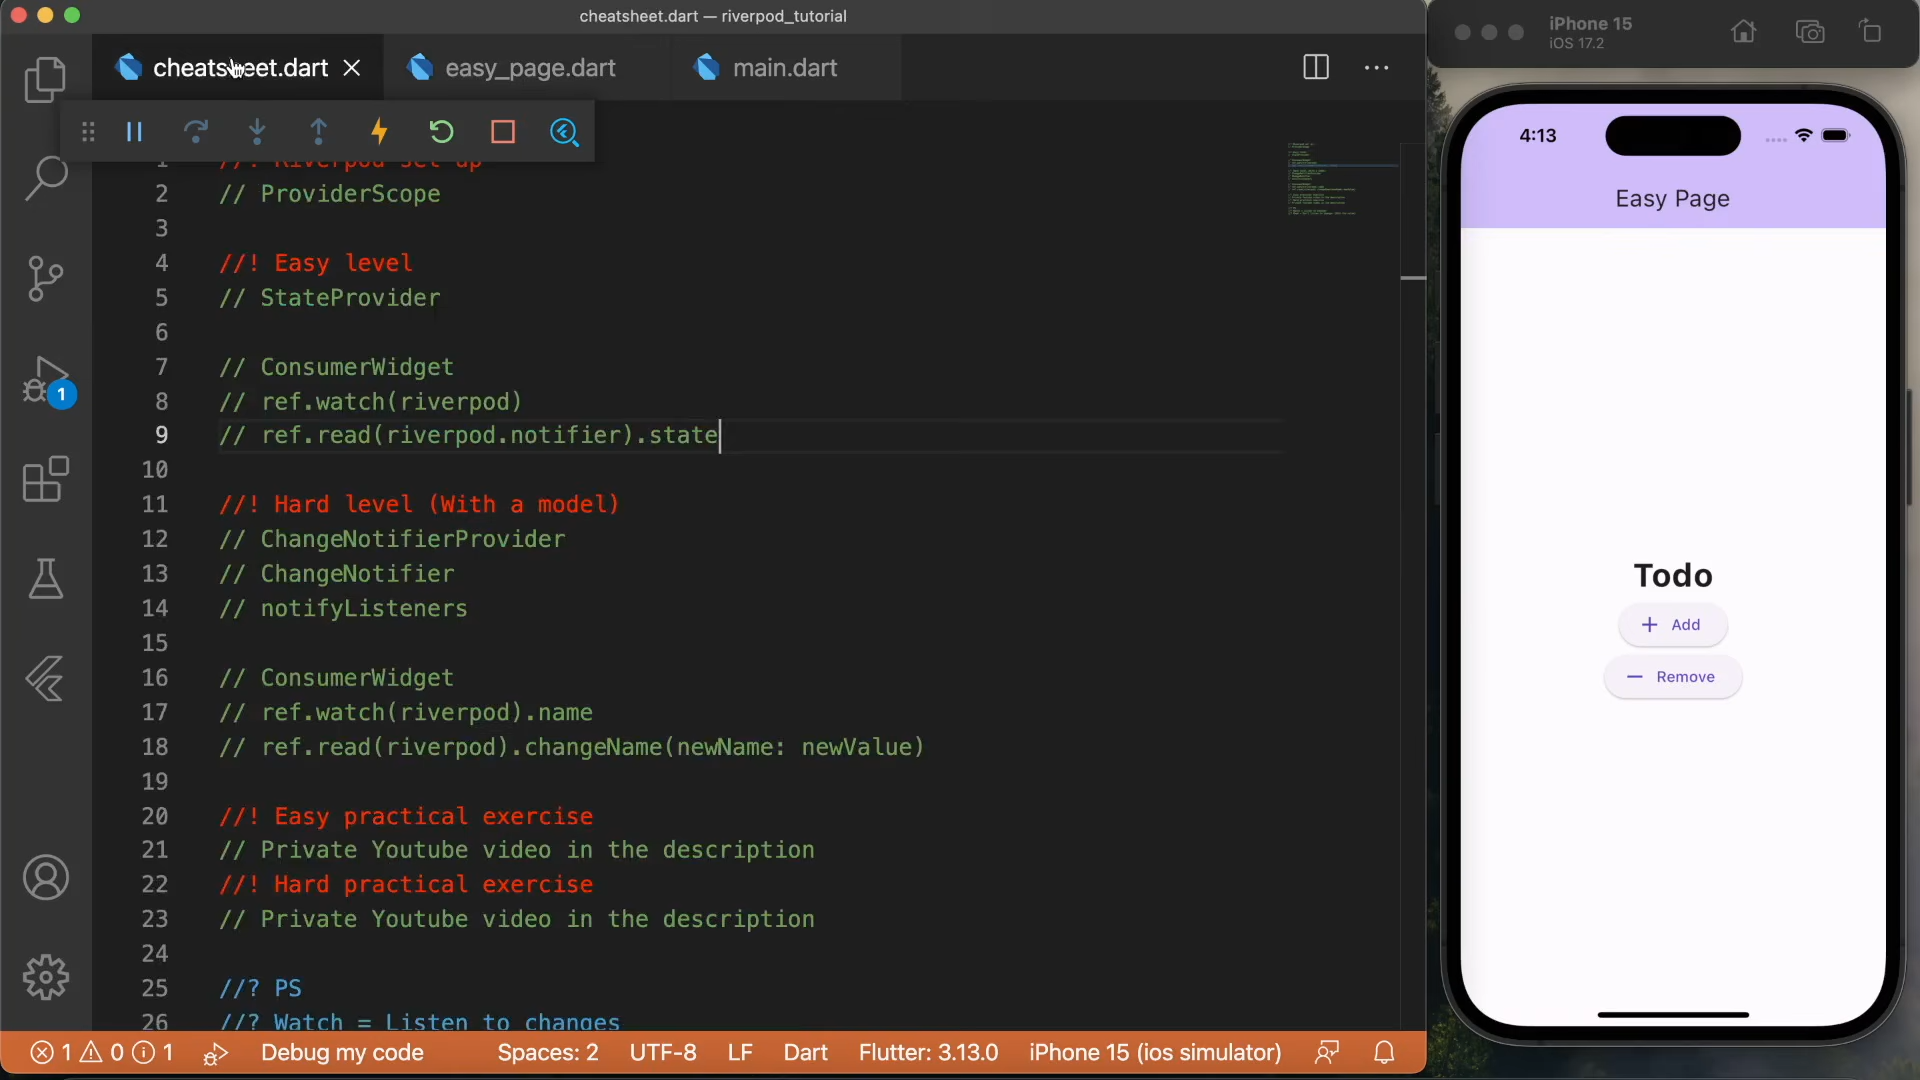 cheatsheet.dart — riverpod_tutorial
cheatsheet.dart
easy_page.dart
main.dart
1 //! Riverpod set up
2 // ProviderScope
3
4 //! Easy level
5 // StateProvider
6
7 // ConsumerWidget
8 // ref.watch(riverpod)
9 // ref.read(riverpod.notifier).state
10
11 //! Hard level (With a model)
12 // ChangeNotifierProvider
13 // ChangeNotifier
14 // notifyListeners
15
16 // ConsumerWidget
17 // ref.watch(riverpod).name
18 // ref.read(riverpod).changeName(newName: newValue)
19
20 //! Easy practical exercise
21 // Private Youtube video in the description
22 //! Hard practical exercise
23 // Private Youtube video in the description
24
25 //? PS
26 //? Watch = Listen to changes
1
1 0 1 Debug my code Spaces: 2 UTF-8 LF Dart Flutter: 3.13.0 iPhone 15 (ios simulator)
iPhone 15
iOS 17.2
4:13
Easy Page
Todo
+ Add
− Remove